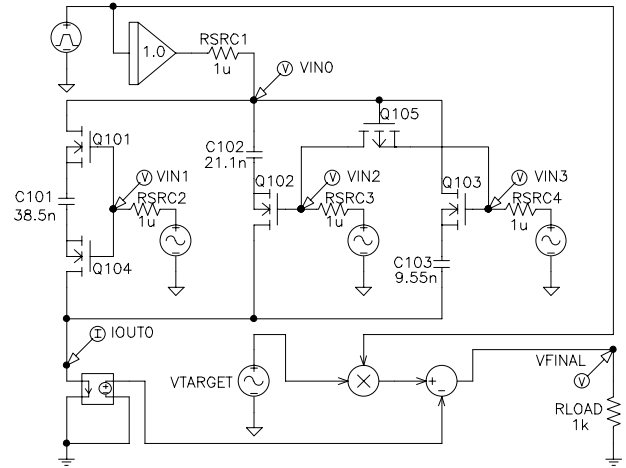 1.0
RSRC1
1u
V VIN0
Q105
Q101
C102
21.1n
Q102
Q103
C101
38.5n
V VIN1
RSRC2
1u
V VIN2
RSRC3
1u
V VIN3
RSRC4
1u
Q104
C103
9.55n
I IOUT0
VTARGET
VFINAL
V
RLOAD
1k